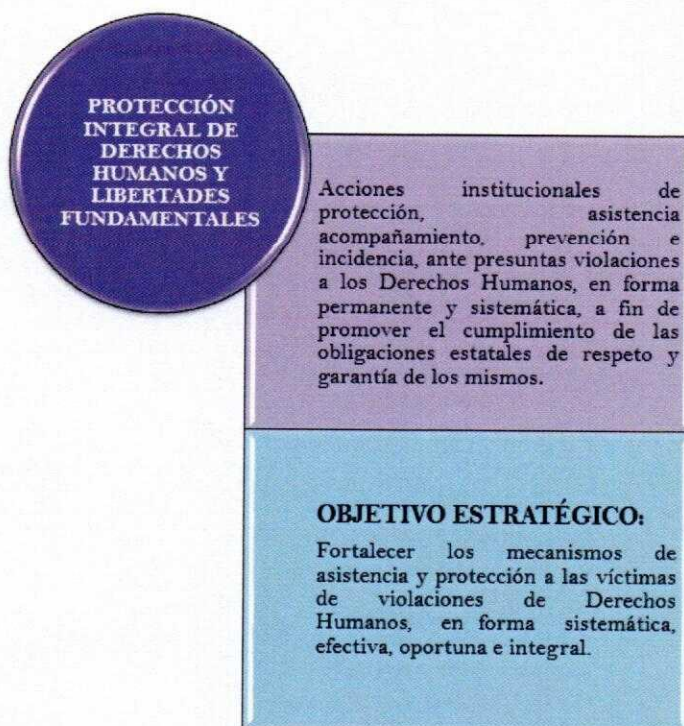 PROTECCIÓN
INTEGRAL DE
DERECHOS
HUMANOS Y
LIBERTADES
FUNDAMENTALES
Acciones institucionales de
protección, asistencia
acompañamiento, prevención e
incidencia, ante presuntas violaciones
a los Derechos Humanos, en forma
permanente y sistemática, a fin de
promover el cumplimiento de las
obligaciones estatales de respeto y
garantía de los mismos.
OBJETIVO ESTRATÉGICO:
Fortalecer los mecanismos de
asistencia y protección a las víctimas
de violaciones de Derechos
Humanos, en forma sistemática,
efectiva, oportuna e integral.